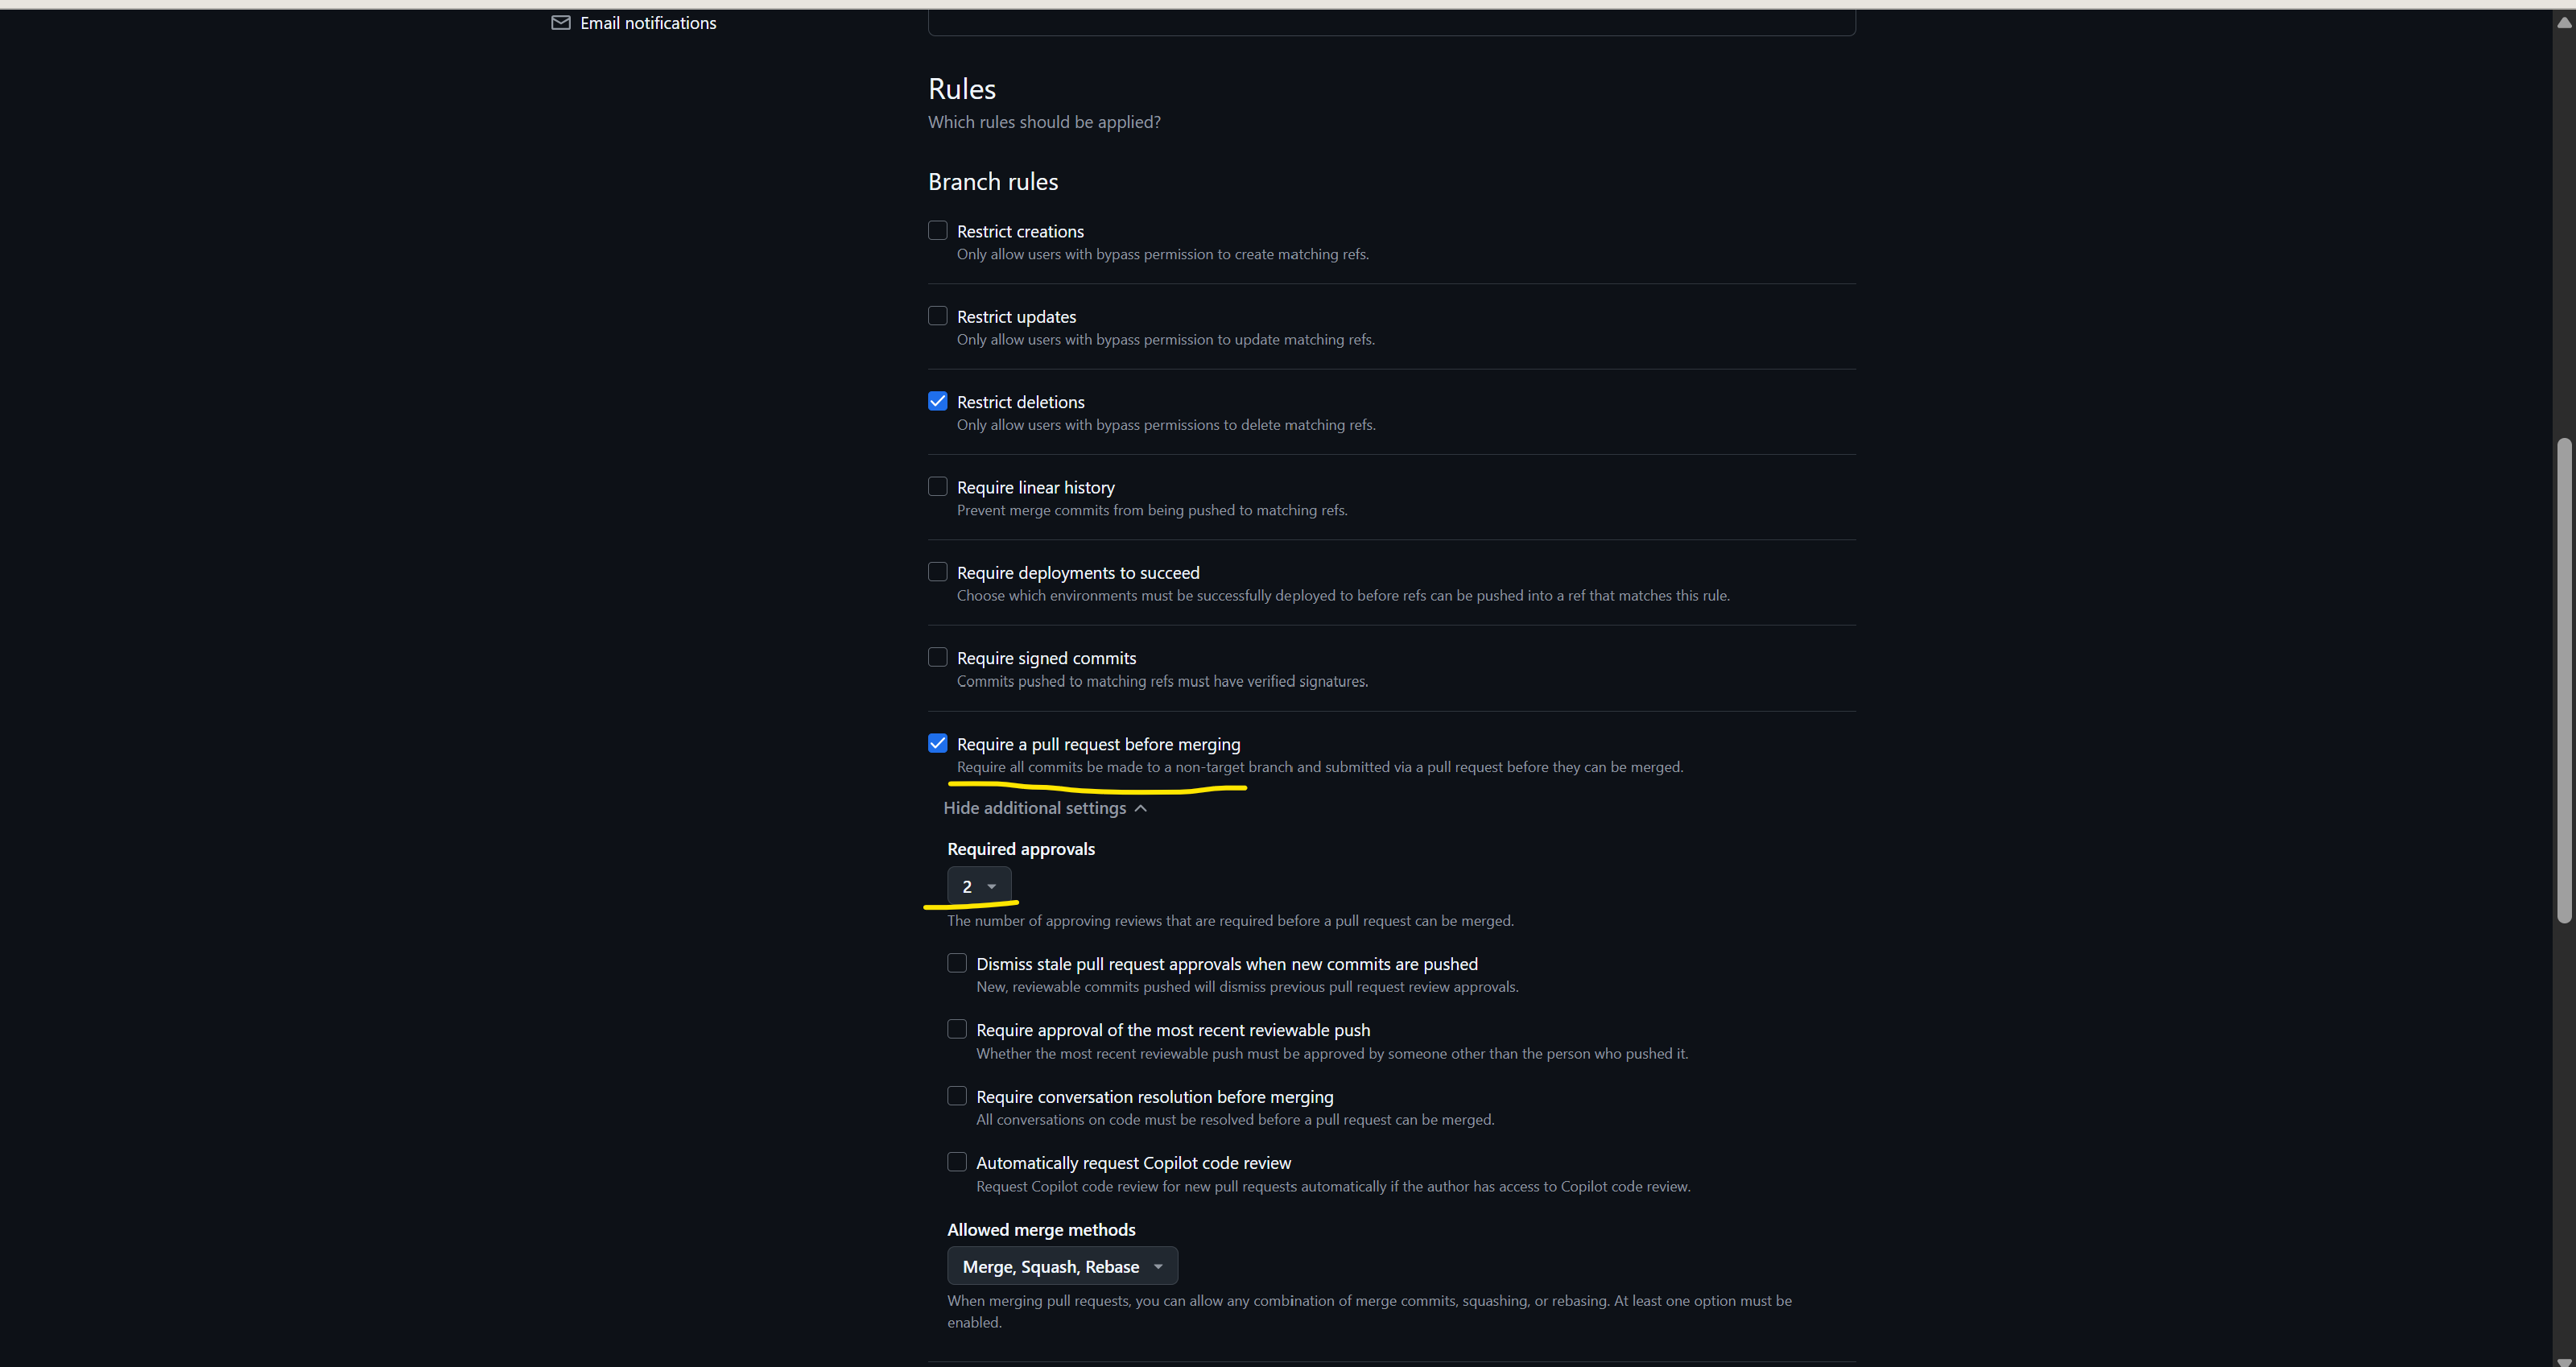 Email notifications
Rules
Which rules should be applied?
Branch rules
Restrict creations
Only allow users with bypass permission to create matching refs.
Restrict updates
Only allow users with bypass permission to update matching refs.
Restrict deletions
Only allow users with bypass permissions to delete matching refs.
Require linear history
Prevent merge commits from being pushed to matching refs.
Require deployments to succeed
Choose which environments must be successfully deployed to before refs can be pushed into a ref that matches this rule.
Require signed commits
Commits pushed to matching refs must have verified signatures.
Require a pull request before merging
Require all commits be made to a non-target branch and submitted via a pull request before they can be merged.
Hide additional settings
Required approvals
2
The number of approving reviews that are required before a pull request can be merged.
Dismiss stale pull request approvals when new commits are pushed
New, reviewable commits pushed will dismiss previous pull request review approvals.
Require approval of the most recent reviewable push
Whether the most recent reviewable push must be approved by someone other than the person who pushed it.
Require conversation resolution before merging
All conversations on code must be resolved before a pull request can be merged.
Automatically request Copilot code review
Request Copilot code review for new pull requests automatically if the author has access to Copilot code review.
Allowed merge methods
Merge, Squash, Rebase
When merging pull requests, you can allow any combination of merge commits, squashing, or rebasing. At least one option must be
enabled.